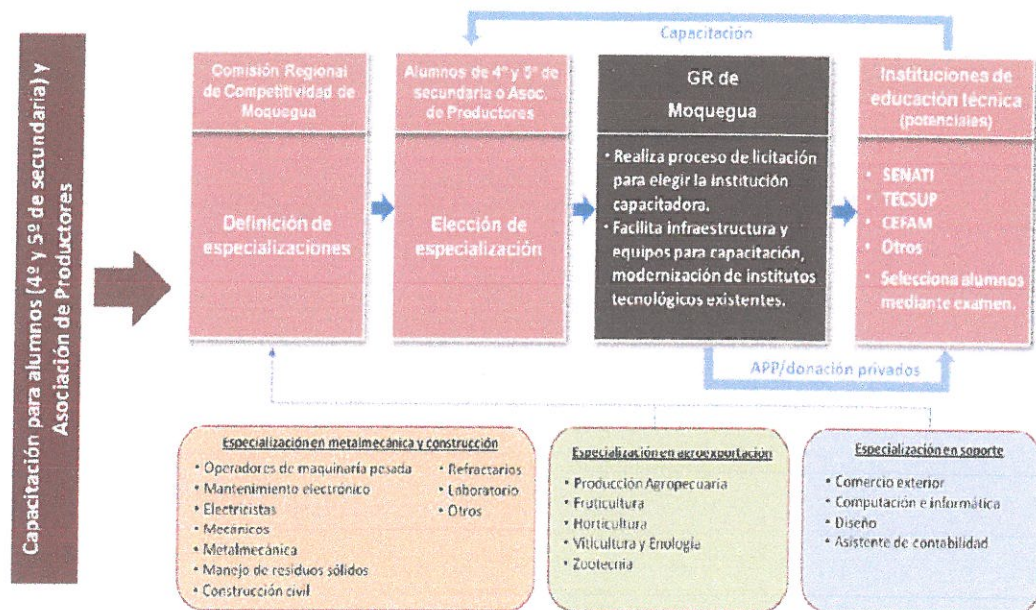 Capacitación para alumnos (4º y 5º de secundaria) y
Asociación de Productores
Capacitación
Comisión Regional
de Competitividad de
Moquegua
Definición de
especializaciones
Alumnos de 4º y 5º de
secundaria o Asoc.
de Productores
Elección de
especialización
GR de
Moquegua
• Realiza proceso de licitación
para elegir la institución
capacitadora.
• Facilita infraestructura y
equipos para capacitación,
modernización de institutos
tecnológicos existentes.
Instituciones de
educación técnica
(potenciales)
• SENATI
• TECSUP
• CEFAM
• Otros
• Selecciona alumnos
mediante examen.
APP/donación privados
Especialización en metalmecánica y construcción
• Operadores de maquinaría pesada
• Mantenimiento electrónico
• Electricistas
• Mecánicos
• Metalmecánica
• Manejo de residuos sólidos
• Construcción civil
• Refractarios
• Laboratorio
• Otros
Especialización en agroexportación
• Producción Agropecuaria
• Fruticultura
• Horticultura
• Viticultura y Enología
• Zootecnia
Especialización en soporte
• Comercio exterior
• Computación e informática
• Diseño
• Asistente de contabilidad